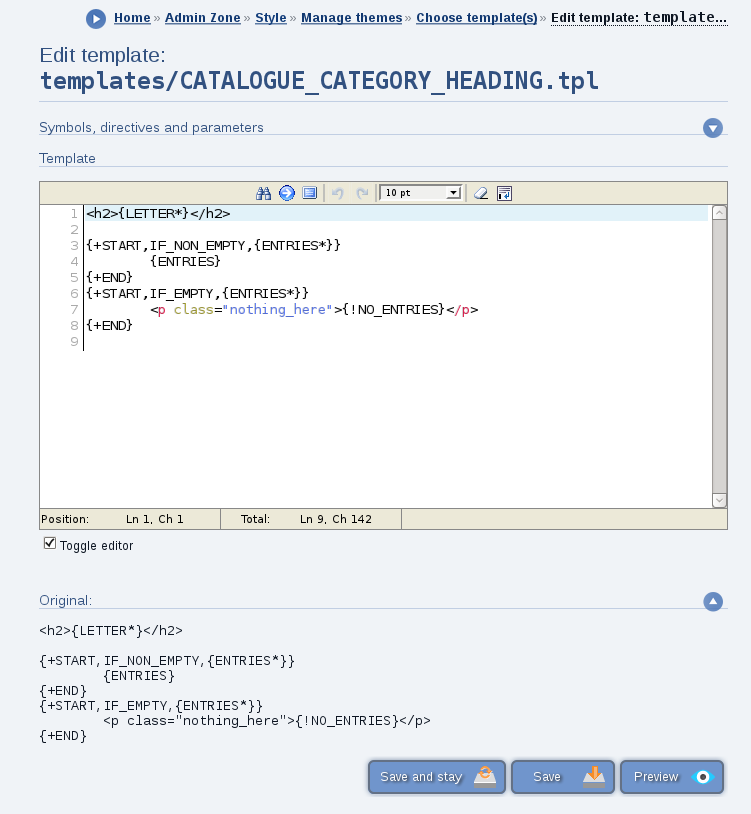 Home » Admin Zone » Style » Manage themes » Choose template(s) » Edit template: template...
Edit template:
templates/CATALOGUE_CATEGORY_HEADING.tpl
Symbols, directives and parameters
Template
10 pt
1 <h2>{LETTER*}</h2>
2
3 {+START,IF_NON_EMPTY,{ENTRIES*}}
4 {ENTRIES}
5 {+END}
6 {+START,IF_EMPTY,{ENTRIES*}}
7 <p class="nothing_here">{!NO_ENTRIES}</p>
8 {+END}
9
Position: Ln 1, Ch 1 Total: Ln 9, Ch 142
Toggle editor
Original:
<h2>{LETTER*}</h2>
{+START,IF_NON_EMPTY,{ENTRIES*}}
{ENTRIES}
{+END}
{+START,IF_EMPTY,{ENTRIES*}}
<p class="nothing_here">{!NO_ENTRIES}</p>
{+END}
Save and stay Save Preview